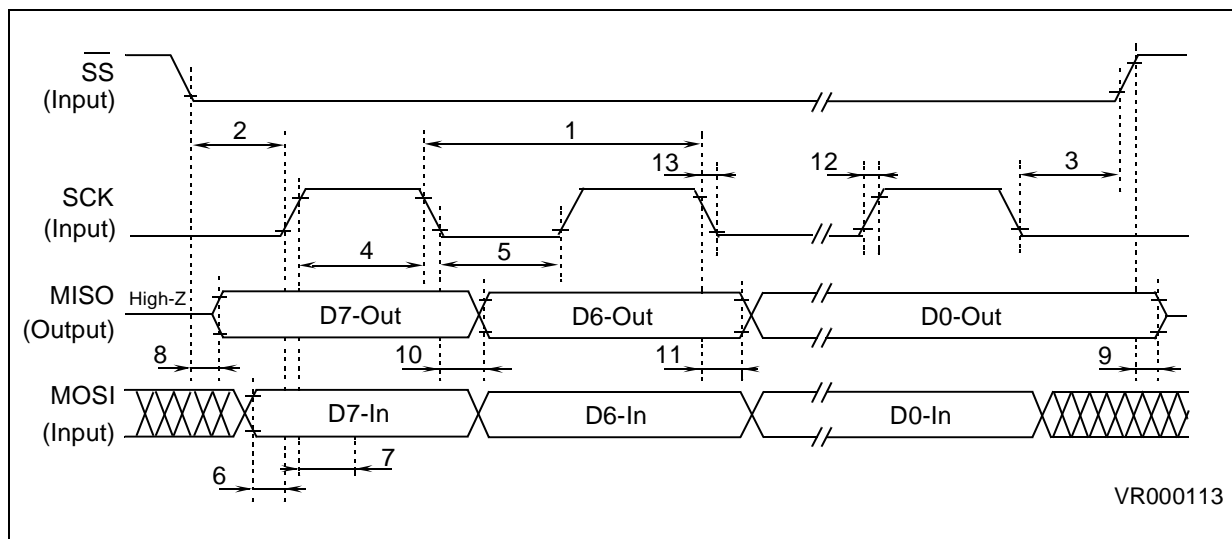 SS
(Input)
2
1
13
12
3
SCK
(Input)
4
5
MISO
High-Z
(Output)
D7-Out
D6-Out
D0-Out
8
10
11
9
MOSI
(Input)
D7-In
D6-In
D0-In
7
6
VR000113